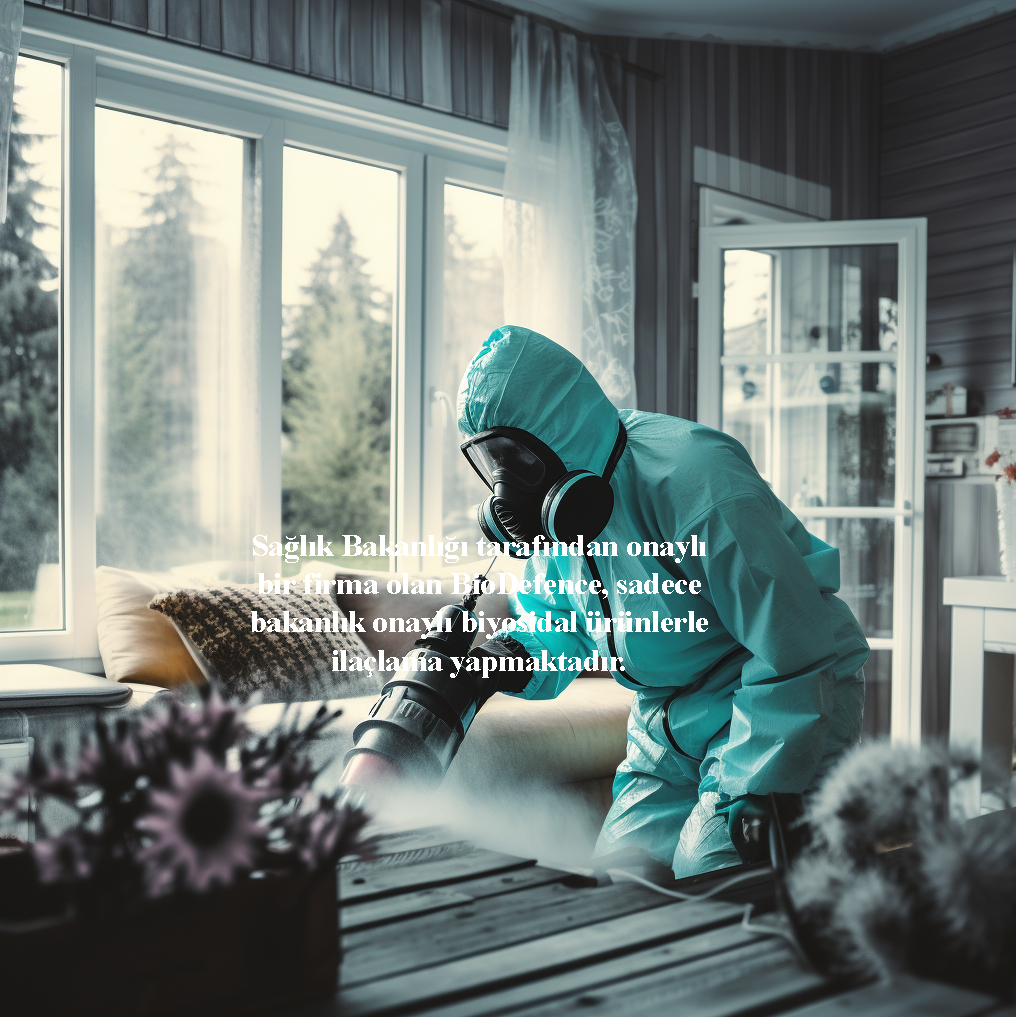 Sağlık Bakanlığı tarafından onaylı
bir firma olan BioDefence, sadece
bakanlık onaylı biyosidal ürünlerle
ilaçlama yapmaktadır.